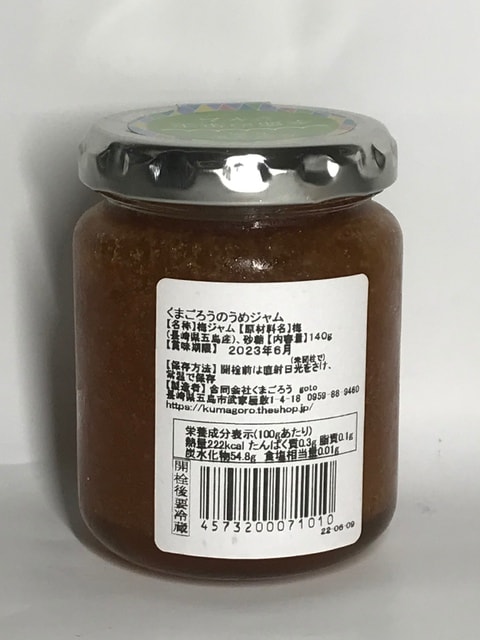 くまごろうのうめジャム
【名称】梅ジャム【原材料名】梅
(長崎県五島産)、砂糖【内容量】140g
【賞味期限】 2023年6月
(未開栓で)
【保存方法】開栓前は直射日光をさけ、
常温で保存
【製造者】合同会社くまごろう goto
長崎県五島市武家屋敷1-4-18 0959-88-9460
https://kumagoro.theshop.jp/
栄養成分表示(100gあたり)
熱量222kcal たんぱく質0.3g 脂質0.1g
炭水化物54.8g 食塩相当量0.01g
開栓後要冷蔵
4573200071010
22-06-09